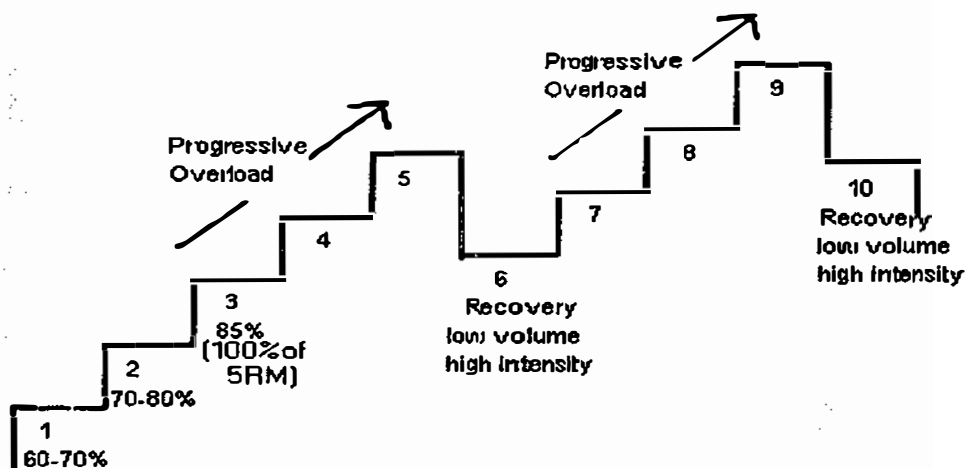 Progressive
Overload
9
8
7
10
Recovery
low volume
high intensity
Progressive
Overload
5
4
6
Recovery
low volume
high intensity
3
85%
(100% of
5RM)
2
70-80%
1
60-70%